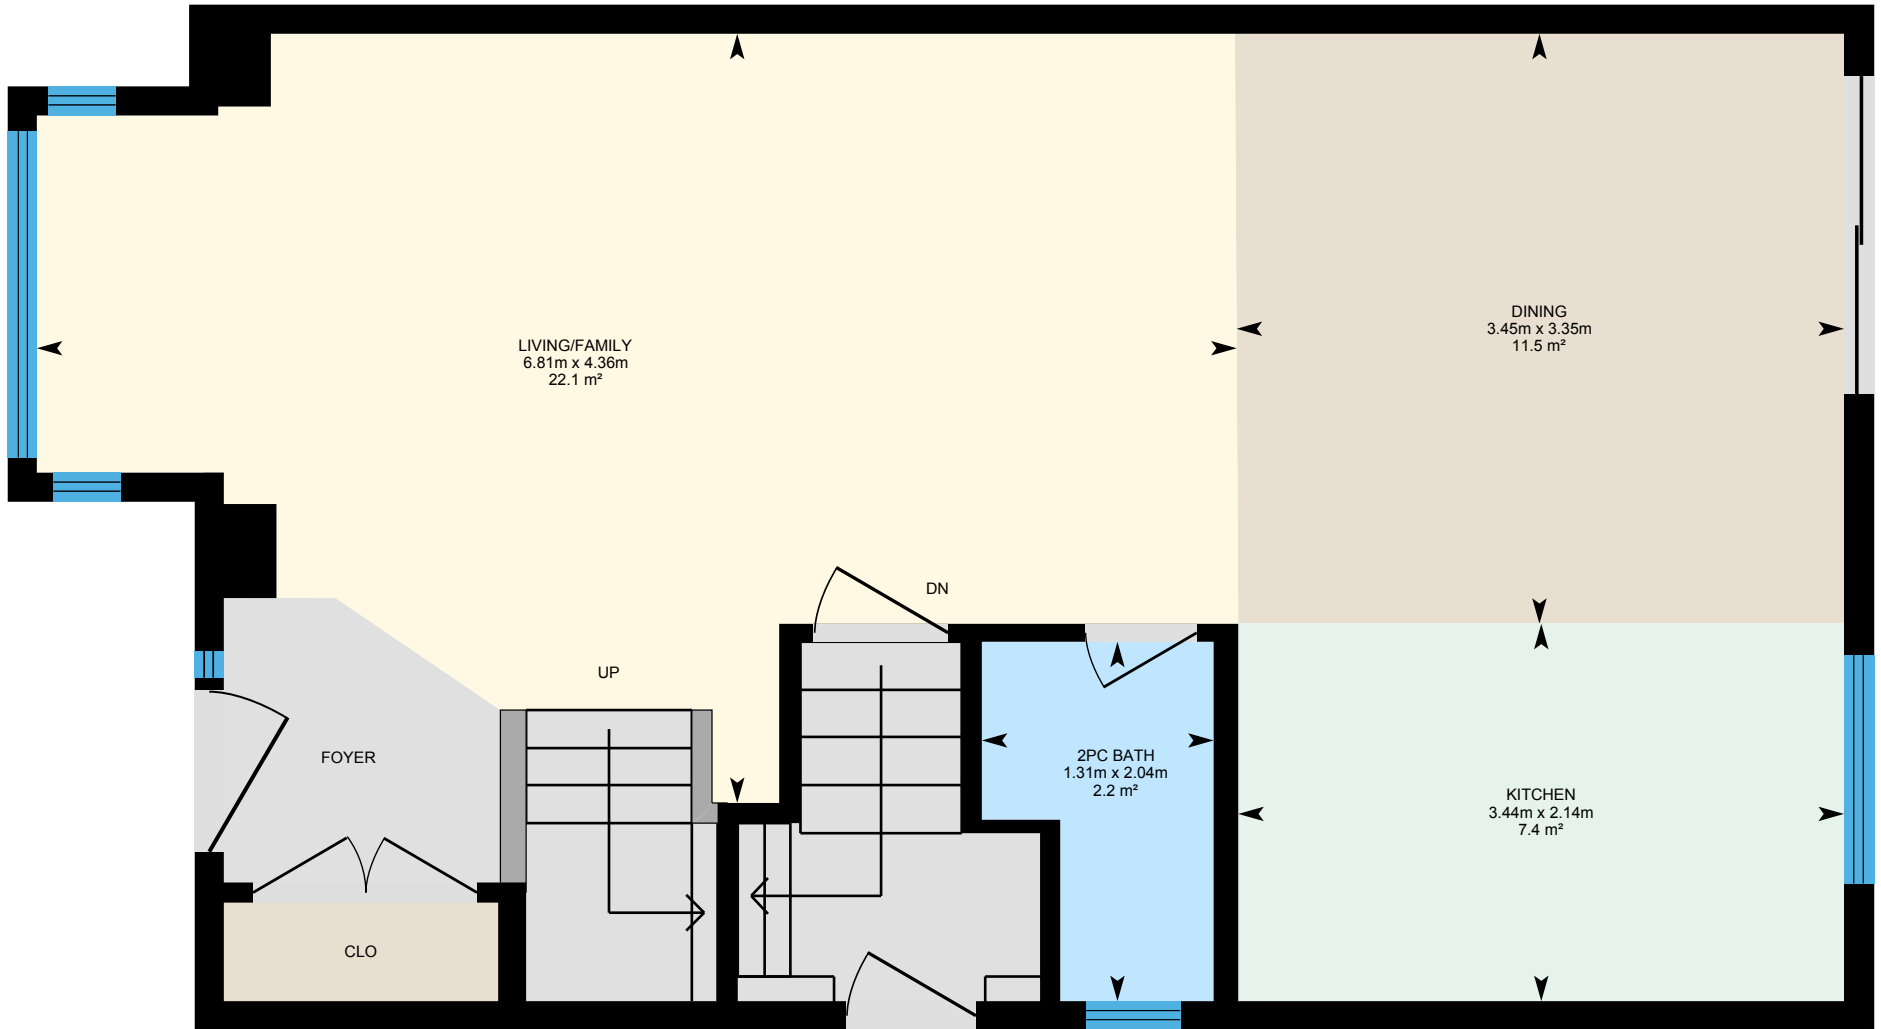 DINING
3.45m x 3.35m
11.5 m²
LIVING/FAMILY
6.81m x 4.36m
22.1 m²
DN
UP
FOYER
2PC BATH
1.31m x 2.04m
2.2 m²
KITCHEN
3.44m x 2.14m
7.4 m²
CLO